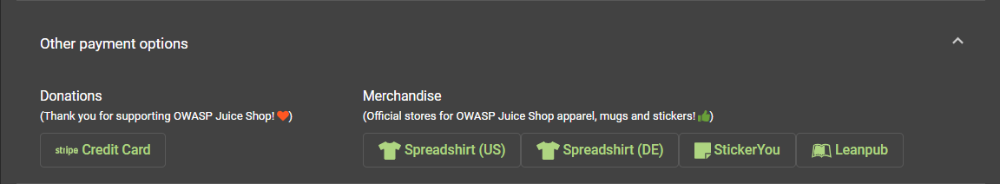 Other payment options
Donations
(Thank you for supporting OWASP Juice Shop! ❤)
stripe Credit Card
Merchandise
(Official stores for OWASP Juice Shop apparel, mugs and stickers! 👍)
Spreadshirt (US) Spreadshirt (DE) StickerYou Leanpub